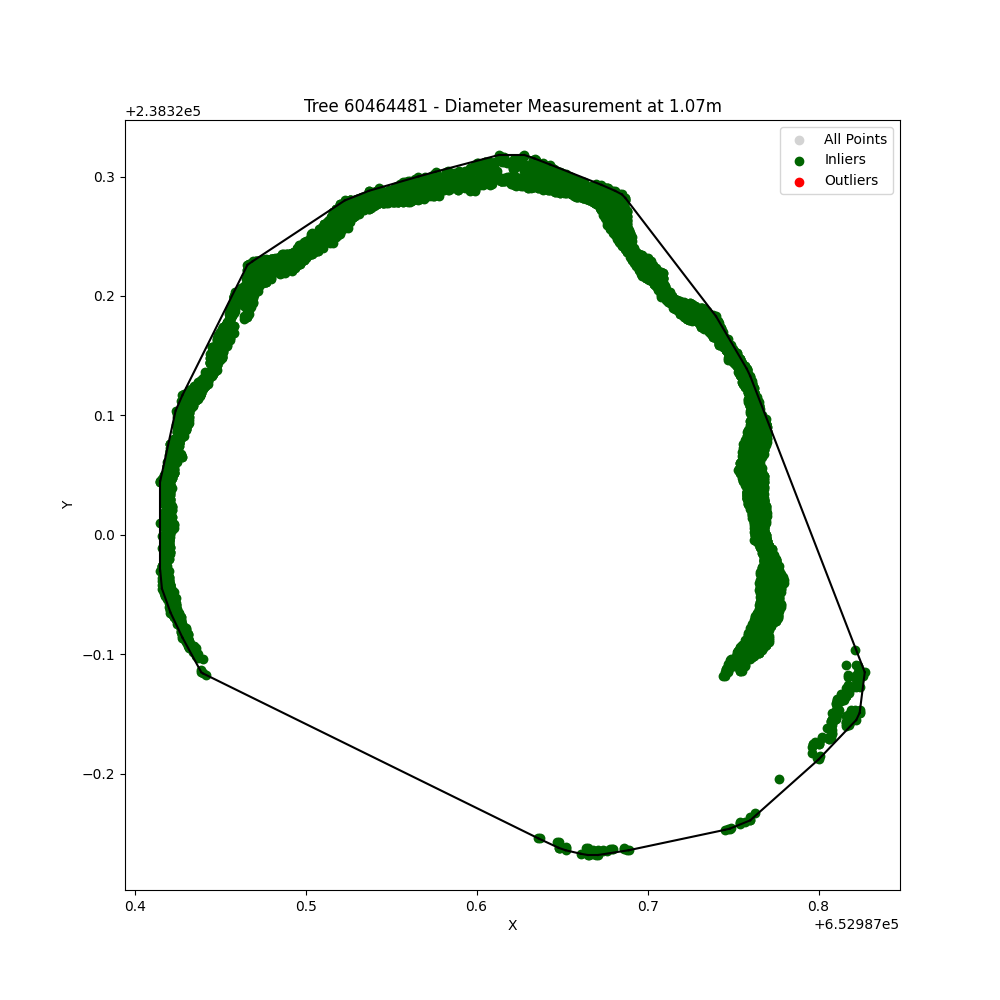 Tree 60464481 - Diameter Measurement at 1.07m
+2.3832e5
All Points
Inliers
Outliers
0.3
0.2
0.1
0.0
−0.1
−0.2
Y
0.4 0.5 0.6 0.7 0.8
X
+6.52987e5